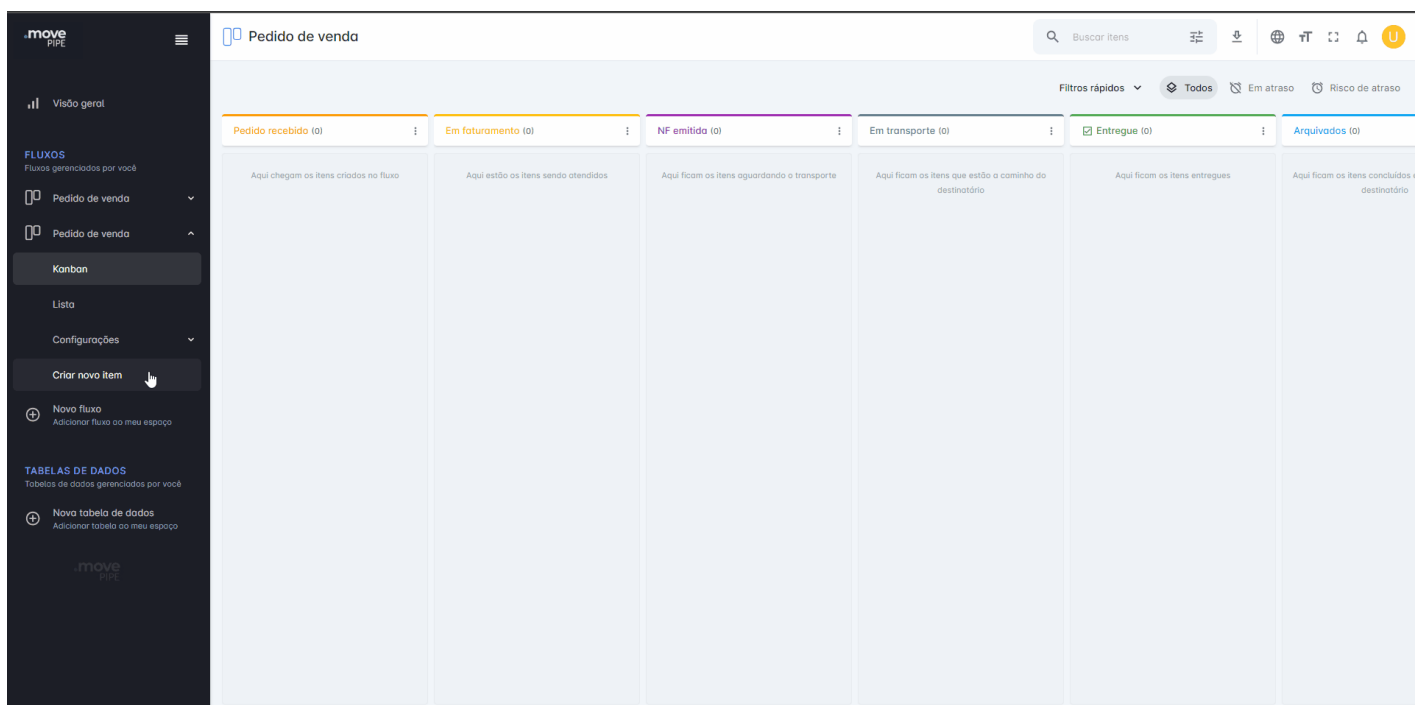 .move
PIPE
Visão geral
FLUXOS
Fluxos gerenciados por você
Pedido de venda
Pedido de venda
Kanban
Lista
Configurações
Criar novo item
Novo fluxo
Adicionar fluxo ao meu espaço
TABELAS DE DADOS
Tabelas de dados gerenciados por você
Nova tabela de dados
Adicionar tabela ao meu espaço
.move
PIPE
Pedido de venda
Buscar itens
U
Filtros rápidos
Todos
Em atraso
Risco de atraso
Pedido recebido (0)
Aqui chegam os itens criados no fluxo
Em faturamento (0)
Aqui estão os itens sendo atendidos
NF emitida (0)
Aqui ficam os itens aguardando o transporte
Em transporte (0)
Aqui ficam os itens que estão a caminho do
destinatário
Entregue (0)
Aqui ficam os itens entregues
Arquivados (0)
Aqui ficam os itens concluídos
destinatário